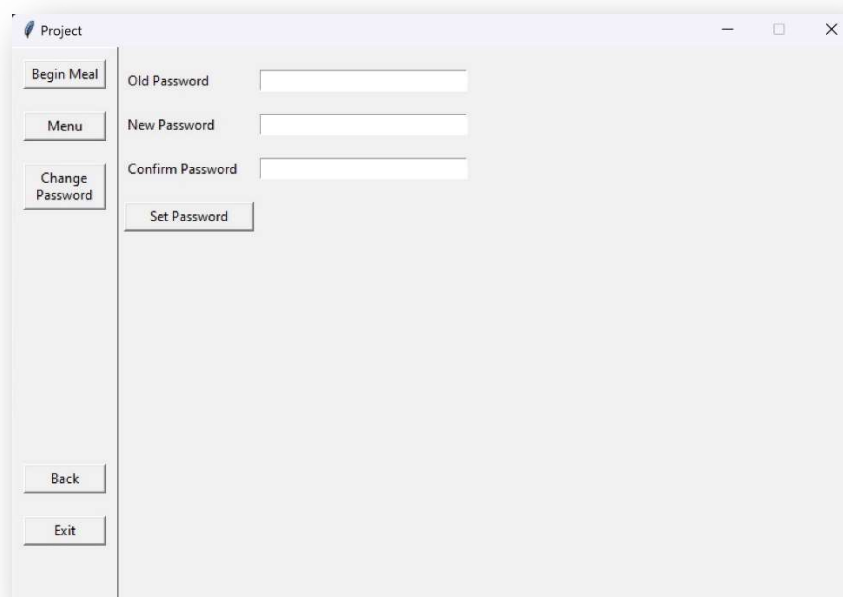 Project
Begin Meal
Menu
Change
Password
Back
Exit
Old Password
New Password
Confirm Password
Set Password